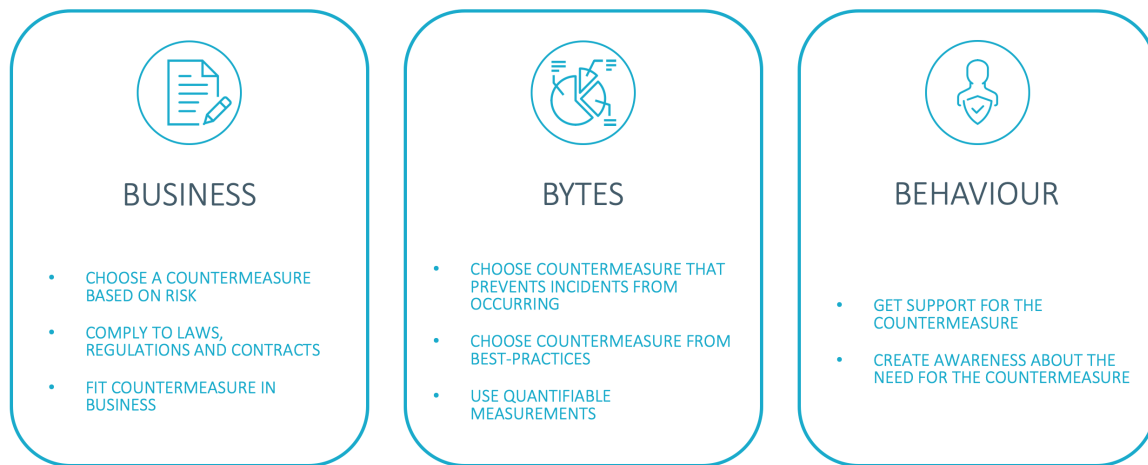 BUSINESS
• CHOOSE A COUNTERMEASURE
BASED ON RISK
• COMPLY TO LAWS,
REGULATIONS AND CONTRACTS
• FIT COUNTERMEASURE IN
BUSINESS
BYTES
• CHOOSE COUNTERMEASURE THAT
PREVENTS INCIDENTS FROM
OCCURRING
• CHOOSE COUNTERMEASURE FROM
BEST-PRACTICES
• USE QUANTIFIABLE
MEASUREMENTS
BEHAVIOUR
• GET SUPPORT FOR THE
COUNTERMEASURE
• CREATE AWARENESS ABOUT THE
NEED FOR THE COUNTERMEASURE